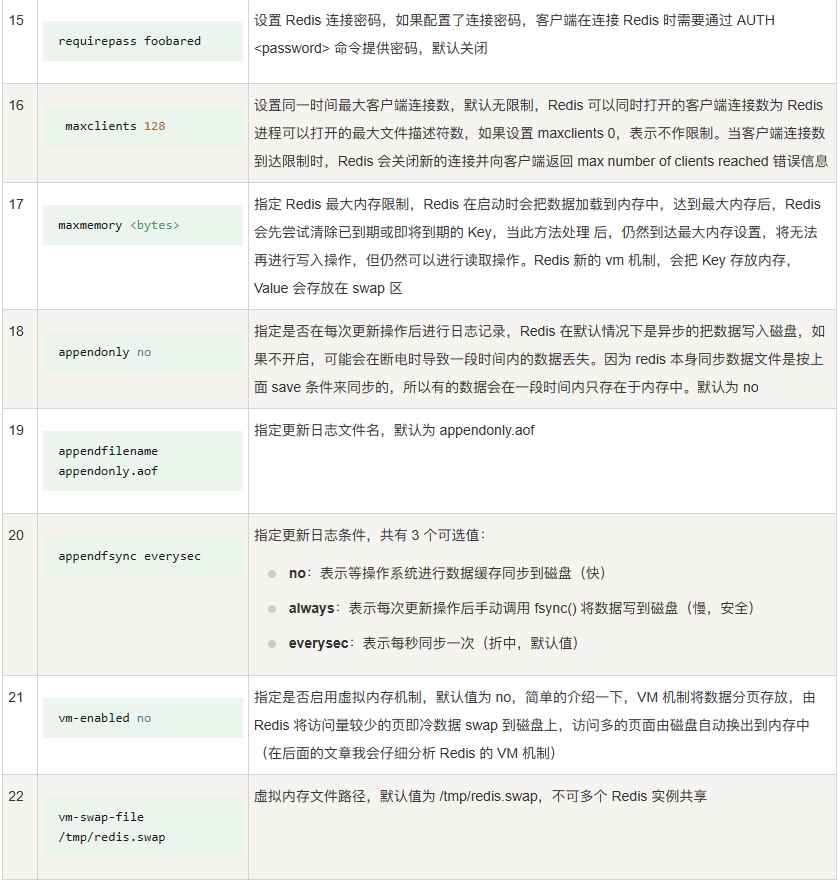 15
requirepass foobared
设置 Redis 连接密码，如果配置了连接密码，客户端在连接 Redis 时需要通过 AUTH
<password> 命令提供密码，默认关闭
16
maxclients 128
设置同一时间最大客户端连接数，默认无限制，Redis 可以同时打开的客户端连接数为 Redis
进程可以打开的最大文件描述符数，如果设置 maxclients 0，表示不作限制。当客户端连接数
到达限制时，Redis 会关闭新的连接并向客户端返回 max number of clients reached 错误信息
17
maxmemory <bytes>
指定 Redis 最大内存限制，Redis 在启动时会把数据加载到内存中，达到最大内存后，Redis
会先尝试清除已到期或即将到期的 Key，当此方法处理 后，仍然到达最大内存设置，将无法
再进行写入操作，但仍然可以进行读取操作。Redis 新的 vm 机制，会把 Key 存放内存，
Value 会存放在 swap 区
18
appendonly no
指定是否在每次更新操作后进行日志记录，Redis 在默认情况下是异步的把数据写入磁盘，如
果不开启，可能会在断电时导致一段时间内的数据丢失。因为 redis 本身同步数据文件是按上
面 save 条件来同步的，所以有的数据会在一段时间内只存在于内存中。默认为 no
19
appendfilename
appendonly.aof
指定更新日志文件名，默认为 appendonly.aof
20
appendfsync everysec
指定更新日志条件，共有 3 个可选值：
no：表示等操作系统进行数据缓存同步到磁盘（快）
always：表示每次更新操作后手动调用 fsync() 将数据写到磁盘（慢，安全）
everysec：表示每秒同步一次（折中，默认值）
21
vm-enabled no
指定是否启用虚拟内存机制，默认值为 no，简单的介绍一下，VM 机制将数据分页存放，由
Redis 将访问量较少的页即冷数据 swap 到磁盘上，访问多的页面由磁盘自动换出到内存中
（在后面的文章我会仔细分析 Redis 的 VM 机制）
22
vm-swap-file
/tmp/redis.swap
虚拟内存文件路径，默认值为 /tmp/redis.swap，不可多个 Redis 实例共享